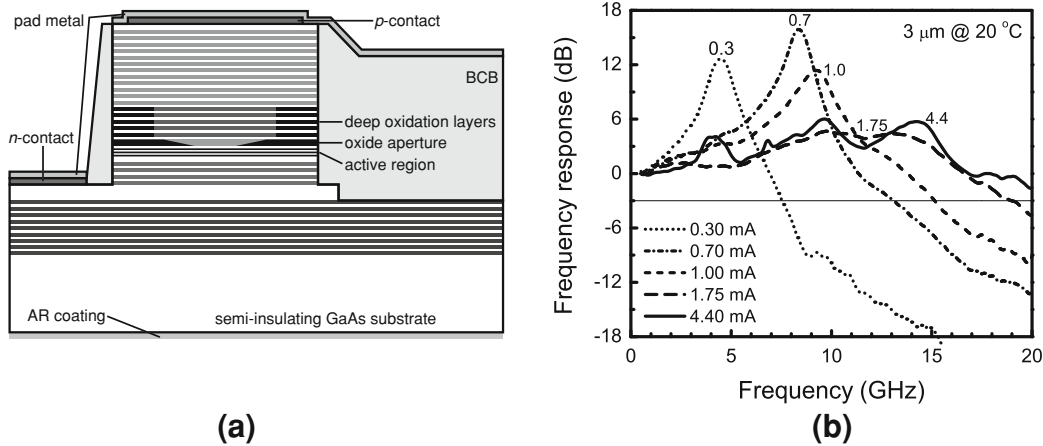 pad metal
p-contact
BCB
n-contact
deep oxidation layers
oxide aperture
active region
AR coating
semi-insulating GaAs substrate
(a)
3 μm @ 20 °C
0.3
0.7
1.0
1.75
4.4
Frequency response (dB)
18
12
6
0
-6
-12
-18
0.30 mA
0.70 mA
1.00 mA
1.75 mA
4.40 mA
0 5 10 15 20
Frequency (GHz)
(b)